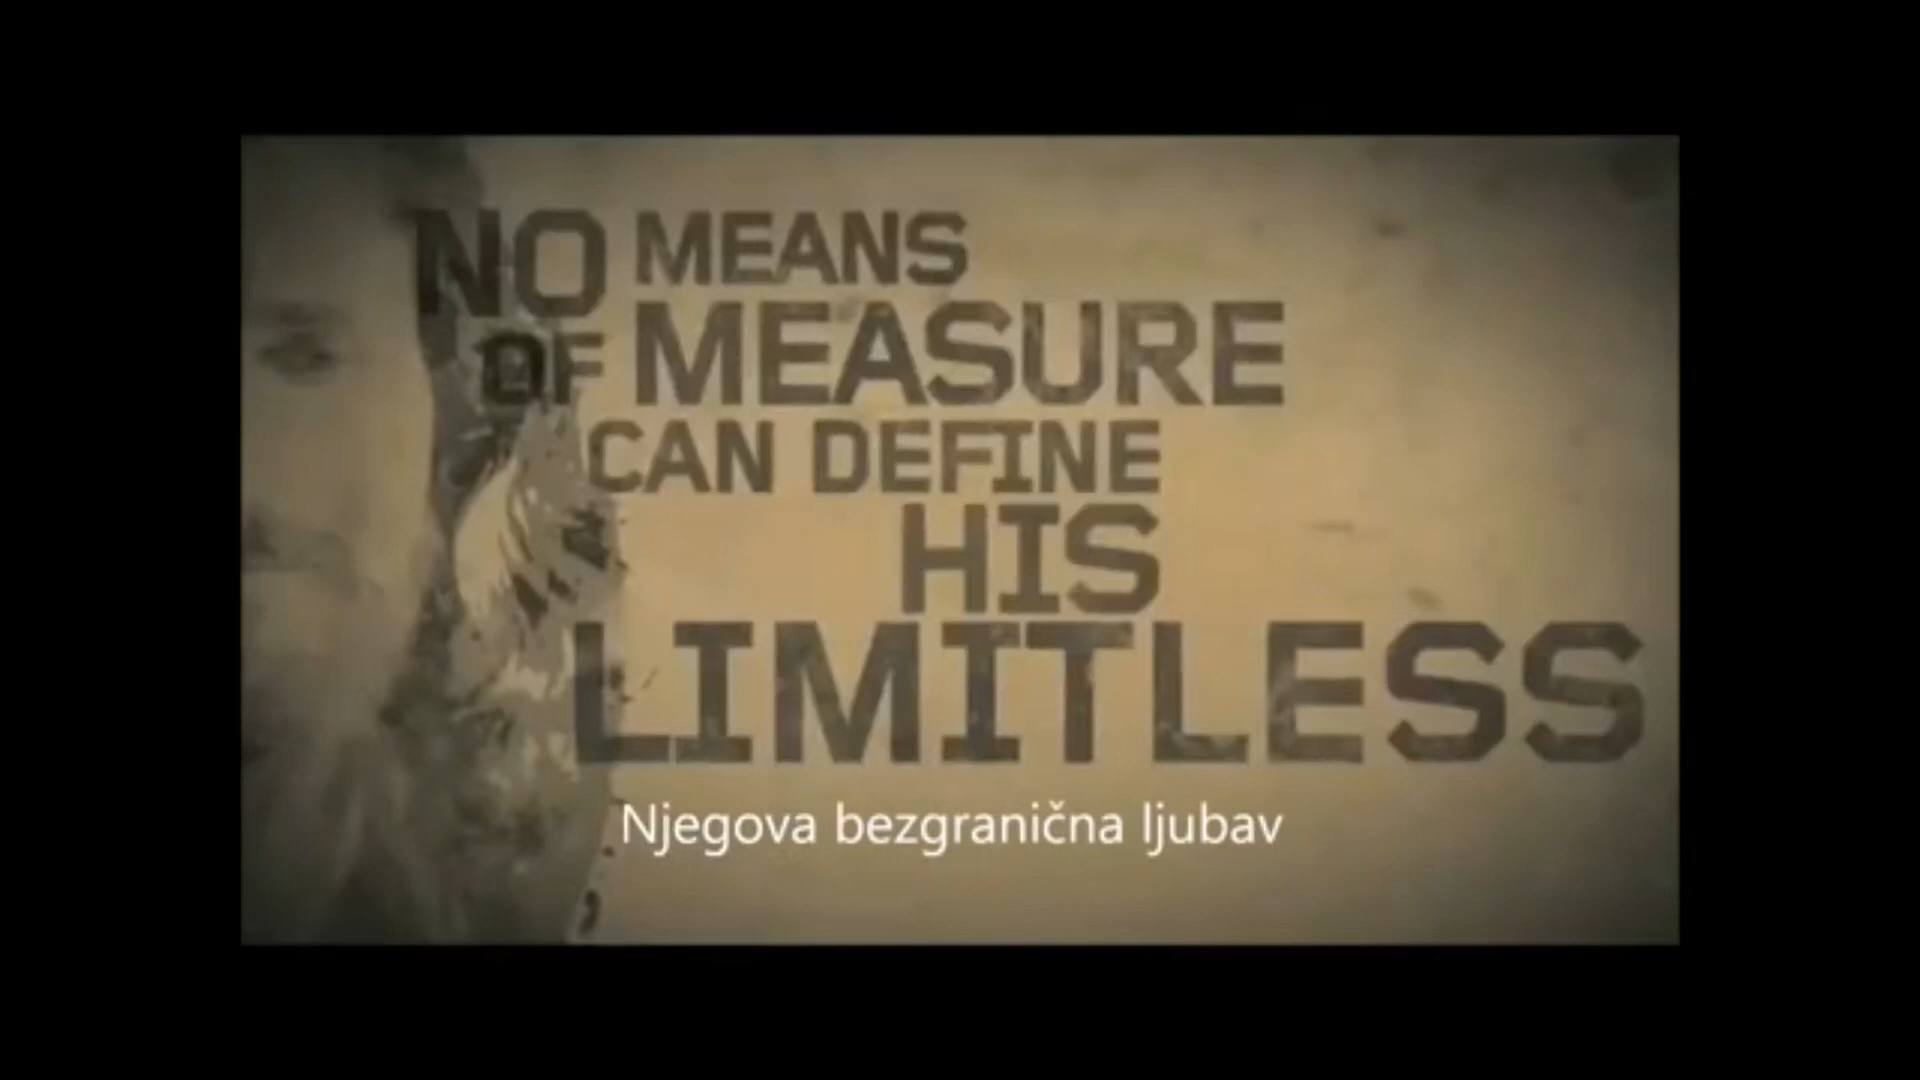 NO MEANS
OF MEASURE
CAN DEFINE
HIS
LIMITLESS
Njegova bezgranična ljubav